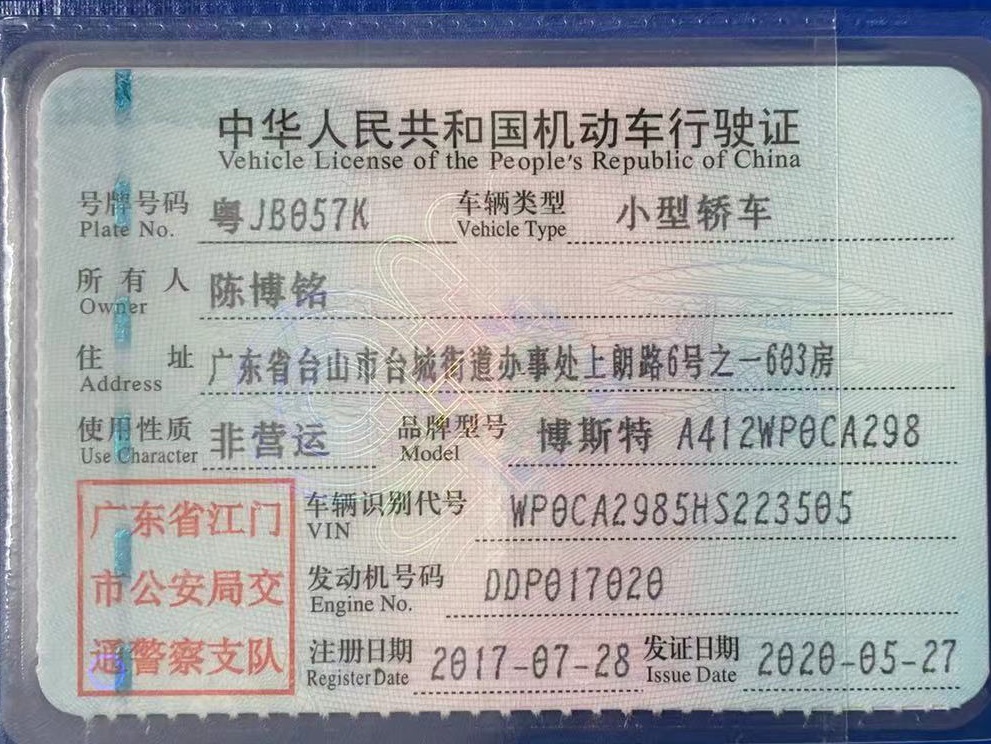 中华人民共和国机动车行驶证
Vehicle License of the People's Republic of China
号牌号码 粤JB057K 车辆类型 小型轿车
Plate No. Vehicle Type
所有人 陈博铭
Owner
住址 广东省台山市台城街道办事处上朗路6号之一603房
Address
使用性质 非营运 品牌型号 博斯特 A412WP0CA298
Use Character Model
广东省江门
市公安局交
通警察支队
车辆识别代号 WP0CA2985HS223505
VIN
发动机号码 DDP017020
Engine No.
注册日期 2017-07-28 发证日期 2020-05-27
Register Date Issue Date